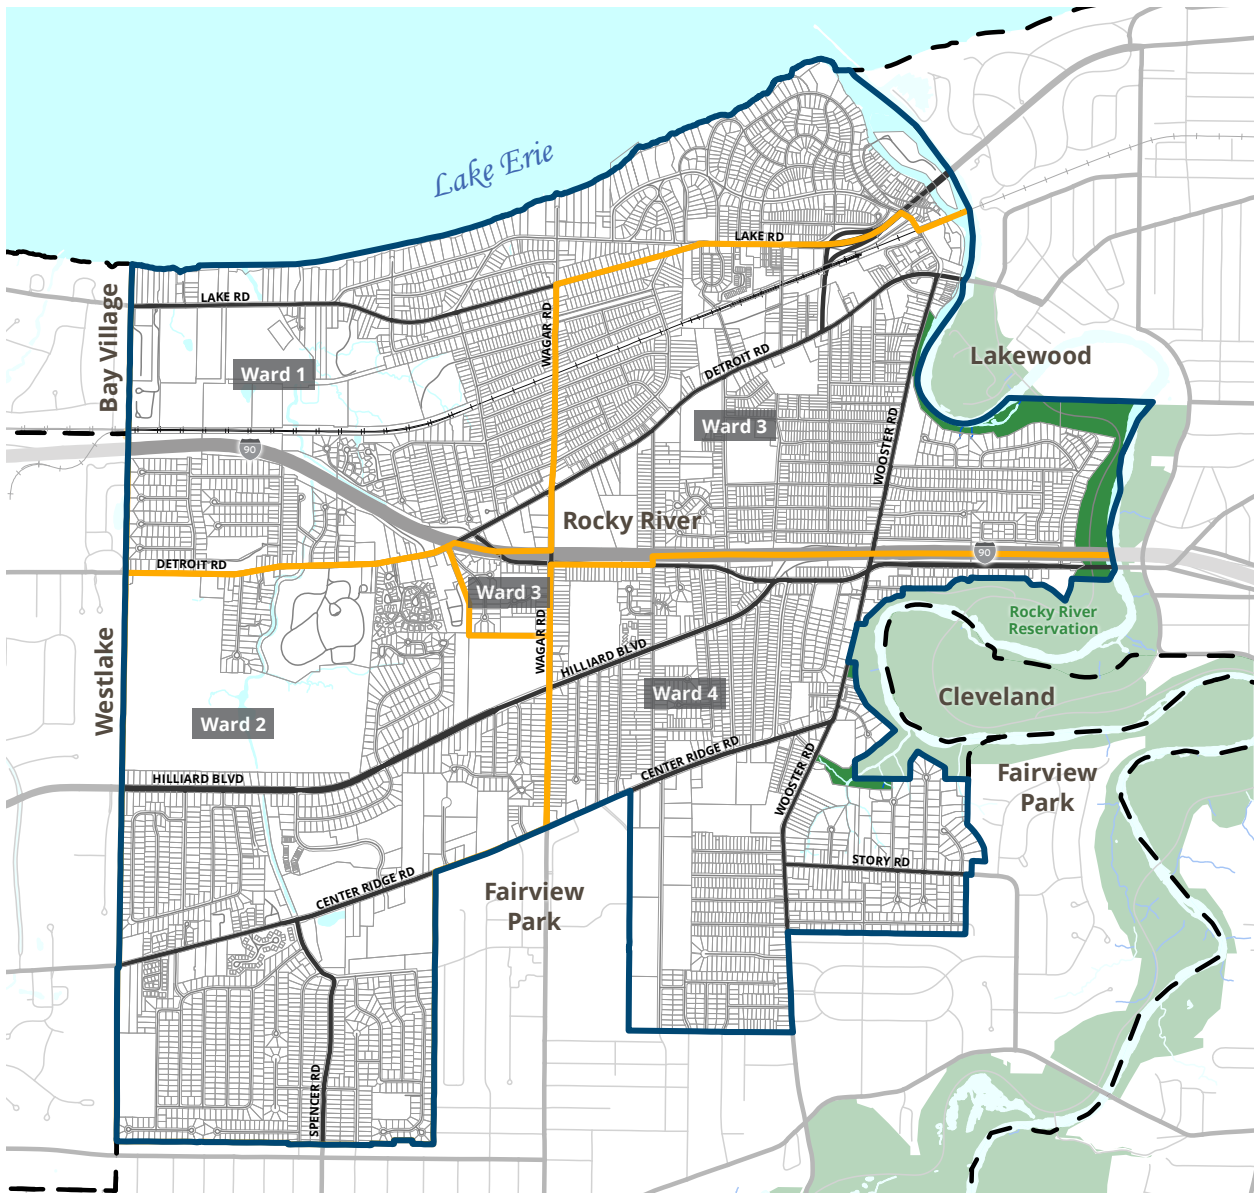 Lake Erie
LAKE RD
Bay Village
LAKE RD
WAGAR RD
Lakewood
Ward 1
DETROIT RD
Ward 3
WOOSTER RD
90
Rocky River
90
DETROIT RD
Ward 3
Rocky River
Reservation
WAGAR RD
HILLIARD BLVD
Westlake
Ward 4
Cleveland
Ward 2
CENTER RIDGE RD
HILLIARD BLVD
WOOSTER RD
Fairview
Park
STORY RD
CENTER RIDGE RD
Fairview
Park
SPENCER RD